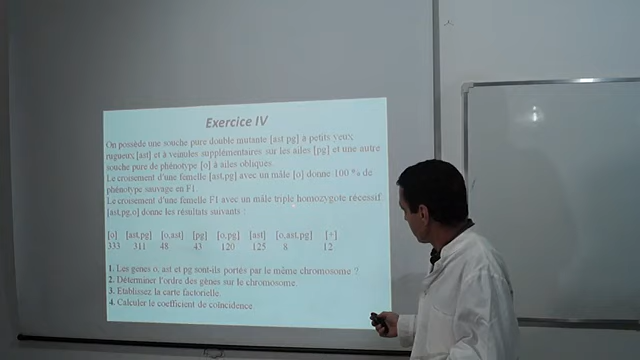 Exercice IV
On possède une souche pure double mutante [ast pg] à petits yeux
rugueux [ast] et à veinules supplémentaires sur les ailes [pg] et une autre
souche pure de phénotype [o] à ailes obliques.
Le croisement d'une femelle [ast,pg] avec un mâle [o] donne 100 % de
phénotype sauvage en F1.
Le croisement d'une femelle F1 avec un mâle triple homozygote récessif
[ast,pg,o] donne les résultats suivants :
[o] [ast,pg] [o,ast] [pg] [o,pg] [ast] [o,ast,pg] [+]
333 311 48 43 120 125 8 12
1. Les genes o, ast et pg sont-ils portés par le même chromosome ?
2. Déterminer l'ordre des gènes sur le chromosome.
3. Etablissez la carte factorielle.
4. Calculer le coefficient de coïncidence.